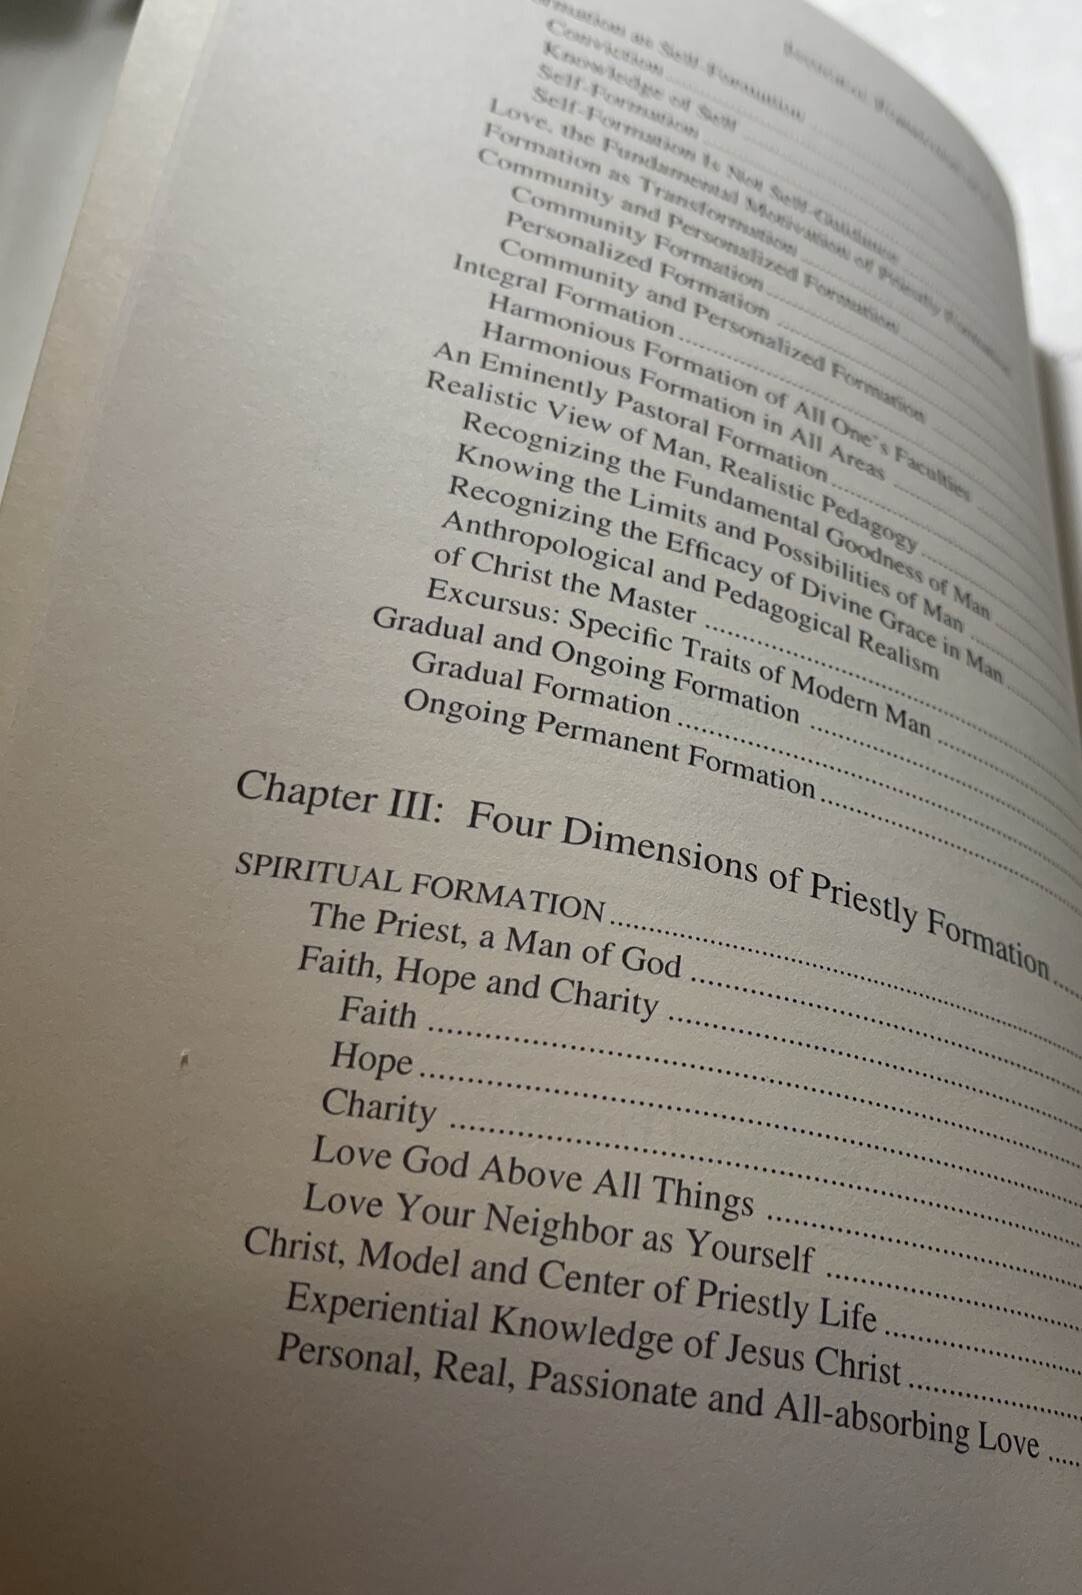 Formation as Self-Formation
Conviction
Knowledge of Self
Self-Formation
Self-Formation Is Not Self-Guidance
Love, the Fundamental Motivation of Priestly Formation
Formation as Transformation
Community and Personalized Formation
Community Formation
Personalized Formation
Community and Personalized Formation
Integral Formation
Harmonious Formation of All One's Faculties
Harmonious Formation in All Areas
An Eminently Pastoral Formation
Realistic View of Man, Realistic Pedagogy
Recognizing the Fundamental Goodness of Man
Knowing the Limits and Possibilities of Man
Recognizing the Efficacy of Divine Grace in Man
Anthropological and Pedagogical Realism
of Christ the Master
Excursus: Specific Traits of Modern Man
Gradual and Ongoing Formation
Gradual Formation
Ongoing Permanent Formation
Chapter III: Four Dimensions of Priestly Formation
SPIRITUAL FORMATION
The Priest, a Man of God
Faith, Hope and Charity
Faith
Hope
Charity
Love God Above All Things
Love Your Neighbor as Yourself
Christ, Model and Center of Priestly Life
Experiential Knowledge of Jesus Christ
Personal, Real, Passionate and All-absorbing Love